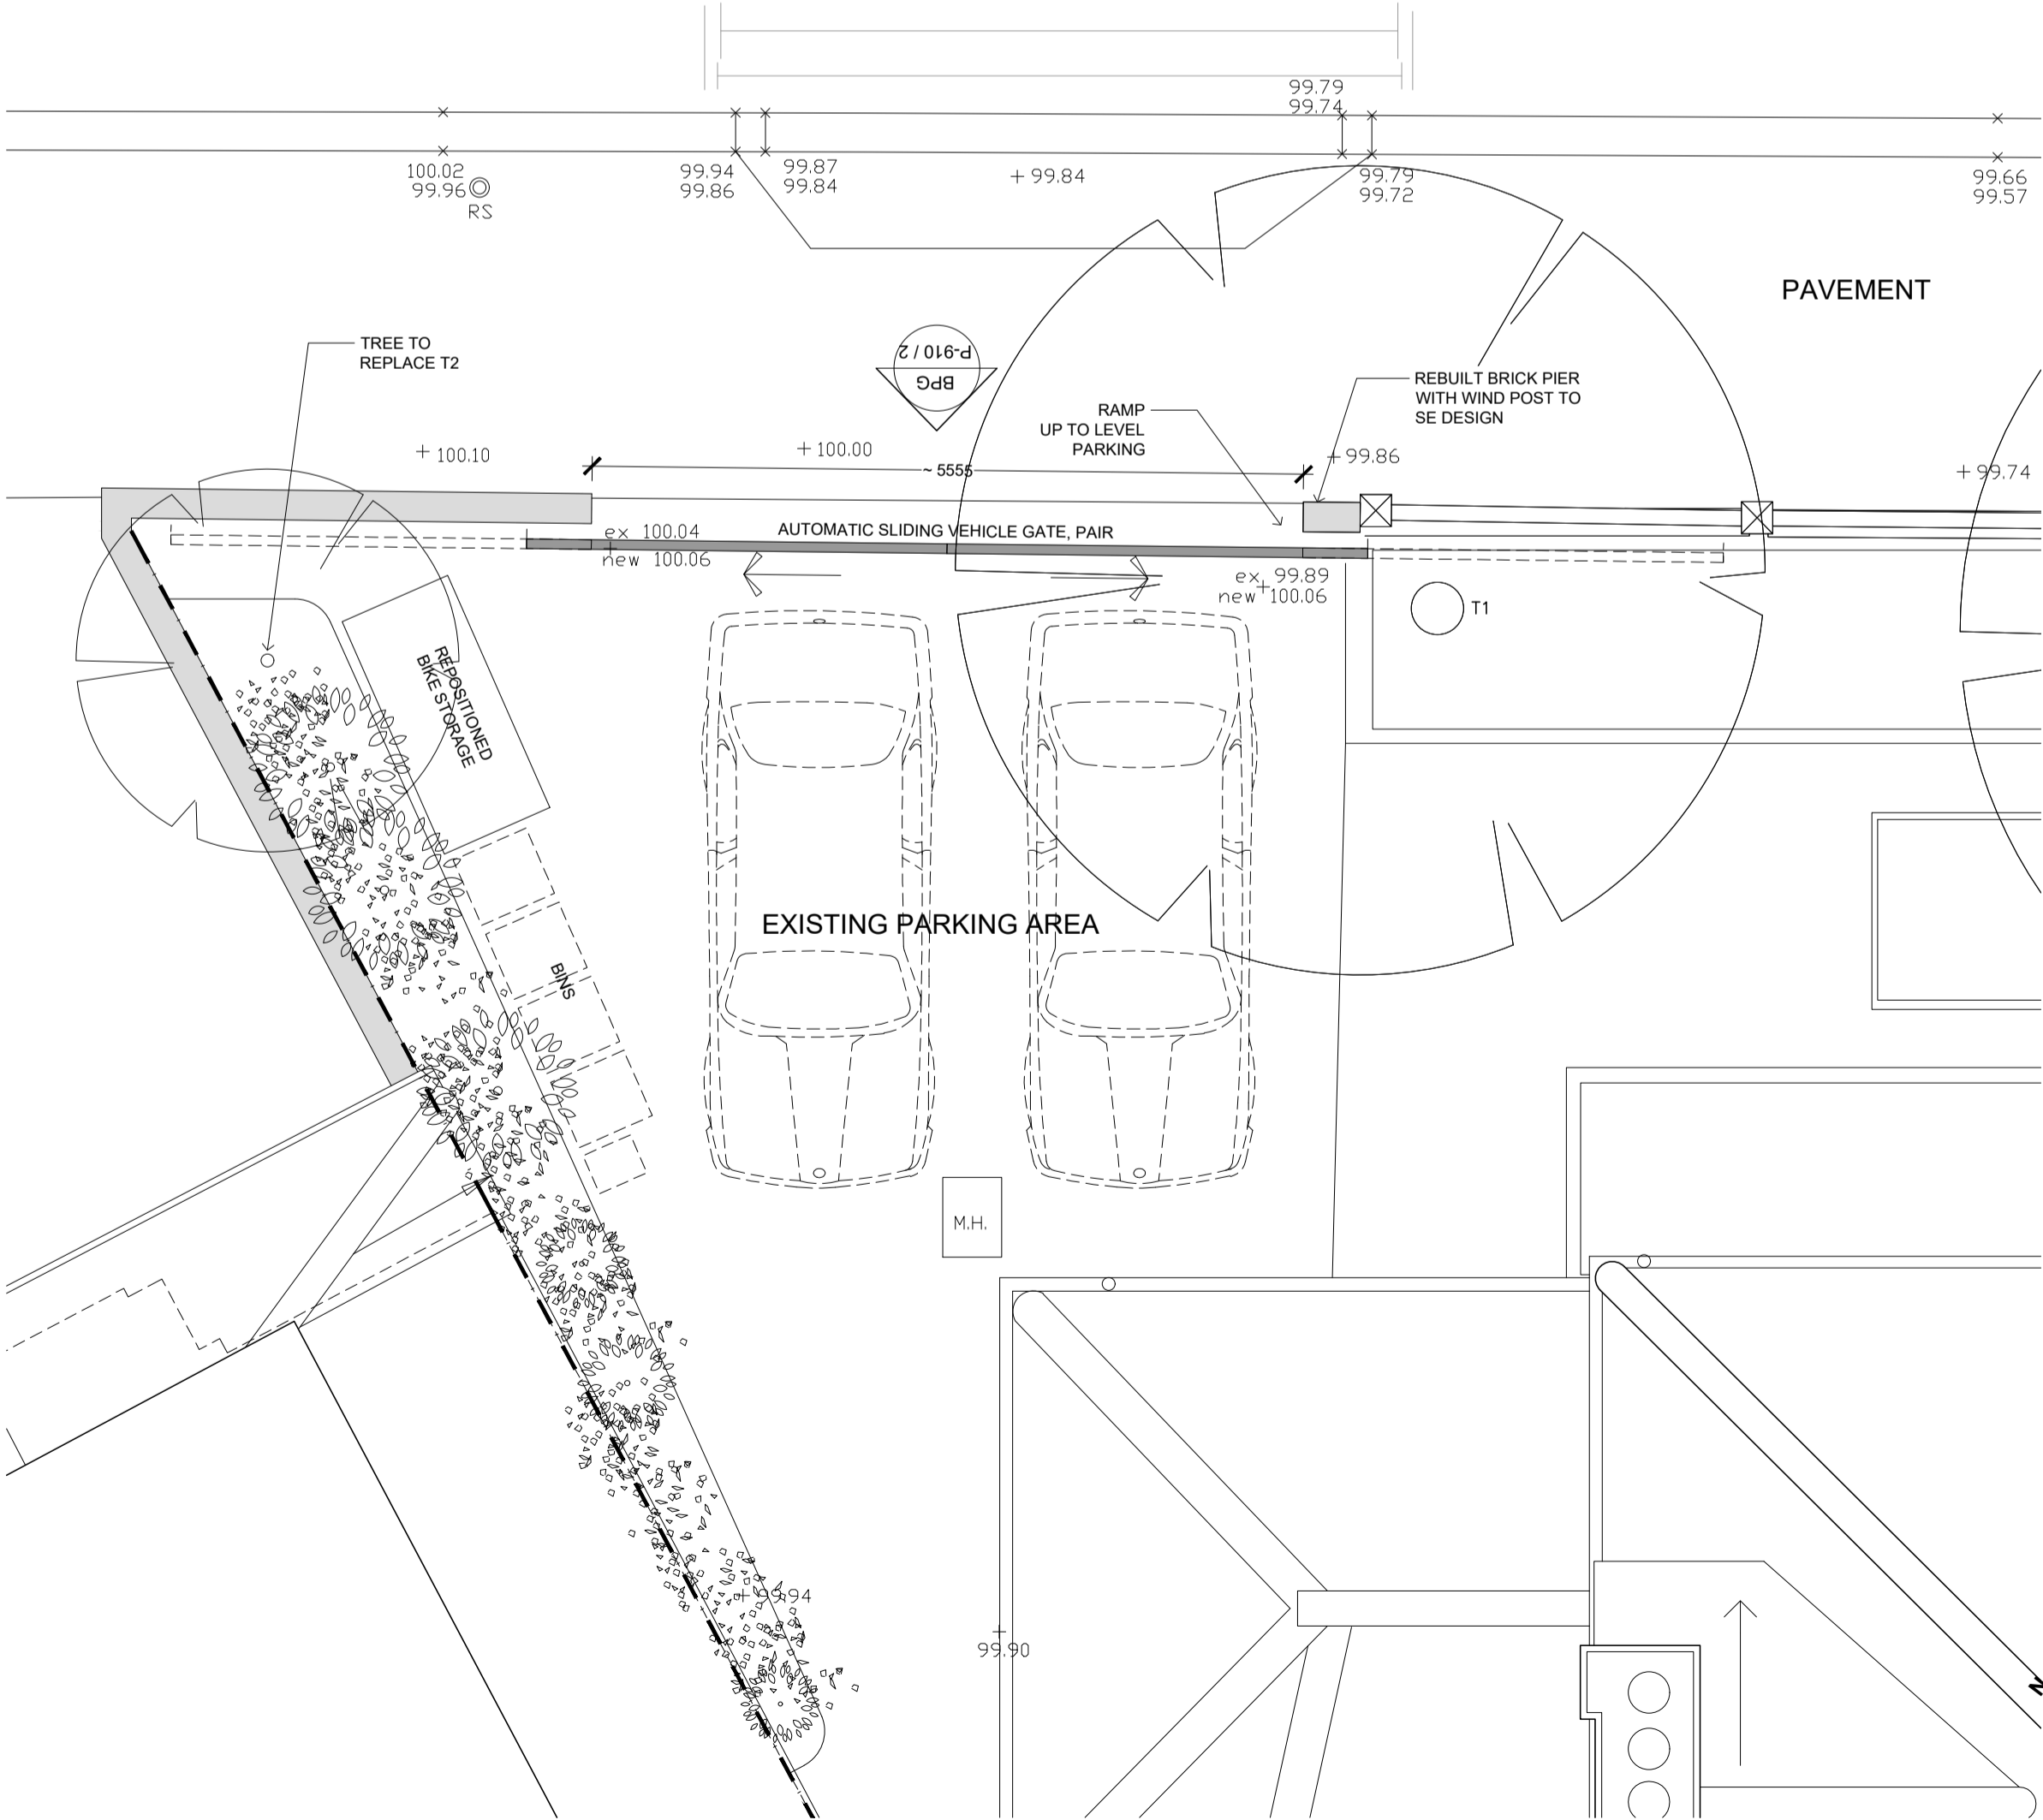 99.79
99.74
100.02
99.96
RS
99.94
99.86
99.87
99.84
+ 99.84
99.79
99.72
99.66
99.57
PAVEMENT
TREE TO
REPLACE T2
P-910 / 2
BPG
REBUILT BRICK PIER
WITH WIND POST TO
SE DESIGN
RAMP
UP TO LEVEL
PARKING
+ 100.10
+ 100.00
~ 5555
+ 99.86
+ 99.74
ex 100.04
new 100.06
AUTOMATIC SLIDING VEHICLE GATE, PAIR
ex 99.89
new 100.06
T1
REPOSITIONED
BIKE STORAGE
EXISTING PARKING AREA
BINS
M.H.
+ 99.94
+
99.90